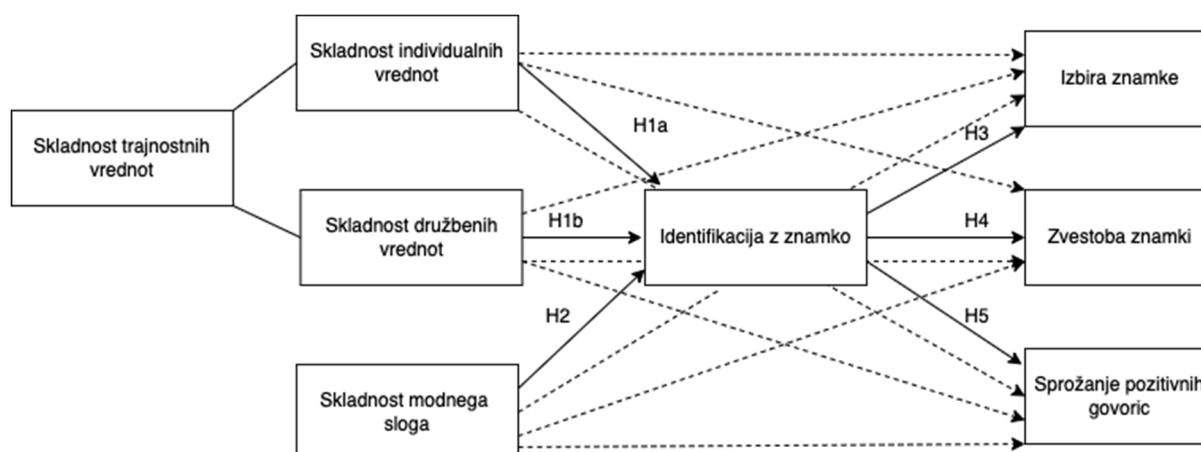 Skladnost individualnih
vrednot
Izbira znamke
H1a
H3
Skladnost trajnostnih
vrednot
Skladnost družbenih
vrednot
H1b
Identifikacija z znamko
H4
Zvestoba znamki
H2
H5
Skladnost modnega
sloga
Sprožanje pozitivnih
govoric